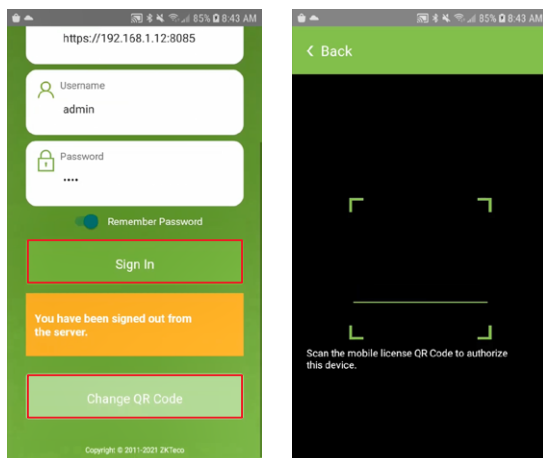 85% 8:43 AM
https://192.168.1.12:8085
Username
admin
Password
••••
Remember Password
Sign In
You have been signed out from
the server.
Change QR Code
Copyright © 2011-2021 ZKTeco
85% 8:43 AM
Back
Scan the mobile license QR Code to authorize
this device.